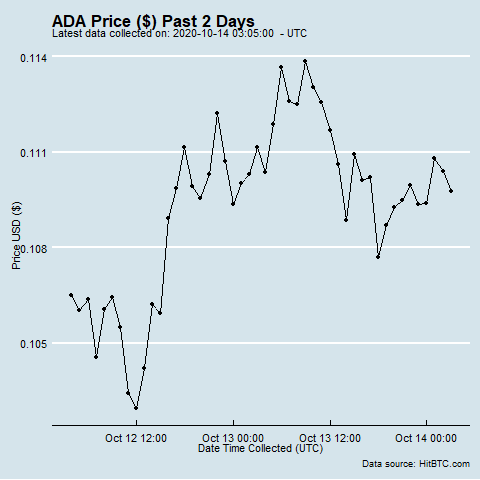 ADA Price ($) Past 2 Days
Latest data collected on: 2020-10-14 03:05:00  - UTC
0.114
0.111
0.108
0.105
Price USD ($)
Oct 12 12:00 Oct 13 00:00 Oct 13 12:00 Oct 14 00:00
Date Time Collected (UTC)
Data source: HitBTC.com